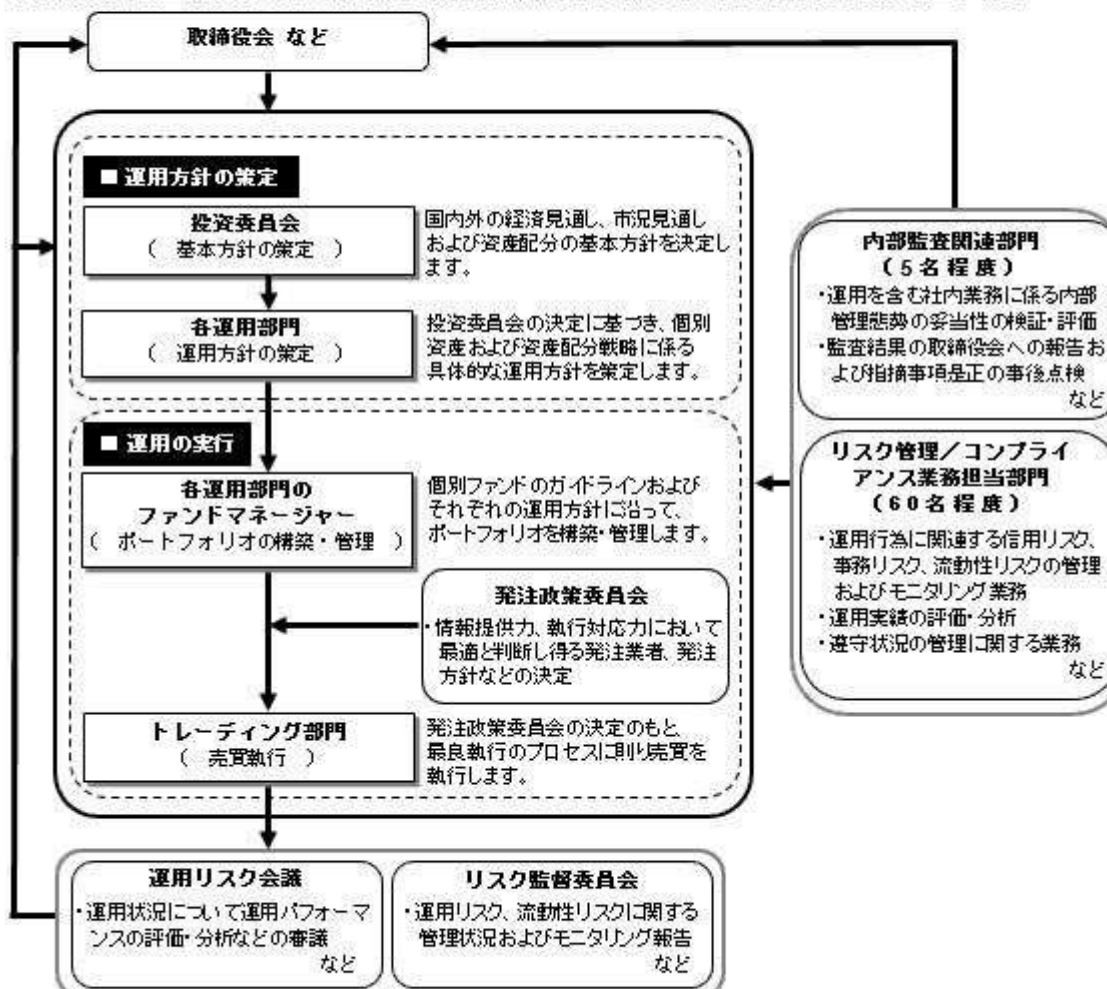 取締役会 など
■ 運用方針の策定
投資委員会
( 基本方針の策定 )
国内外の経済見通し、市況見通し
および資産配分の基本方針を決定し
ます。
各運用部門
( 運用方針の策定 )
投資委員会の決定に基づき、個別
資産および資産配分戦略に係る
具体的な運用方針を策定します。
■ 運用の実行
各運用部門の
ファンドマネージャー
( ポートフォリオの構築・管理 )
個別ファンドのガイドラインおよび
それぞれの運用方針に沿って、
ポートフォリオを構築・管理します。
発注政策委員会
・情報提供力、執行対応力において
最適と判断し得る発注業者、発注
方針などの決定
トレーディング部門
( 売買執行 )
発注政策委員会の決定のもと、
最良執行のプロセスに則り売買を
執行します。
内部監査関連部門
(5名程度)
・運用を含む社内業務に係る内部
管理態勢の妥当性の検証・評価
・監査結果の取締役会への報告お
よび指摘事項是正の事後点検
など
リスク管理/コンプライ
アンス業務担当部門
(60名程度)
・運用行為に関連する信用リスク、
事務リスク、流動性リスクの管理
およびモニタリング業務
・運用実績の評価・分析
・遵守状況の管理に関する業務
など
運用リスク会議
・運用状況について運用パフォーマ
ンスの評価・分析などの審議
など
リスク監督委員会
・運用リスク、流動性リスクに関する
管理状況およびモニタリング報告
など